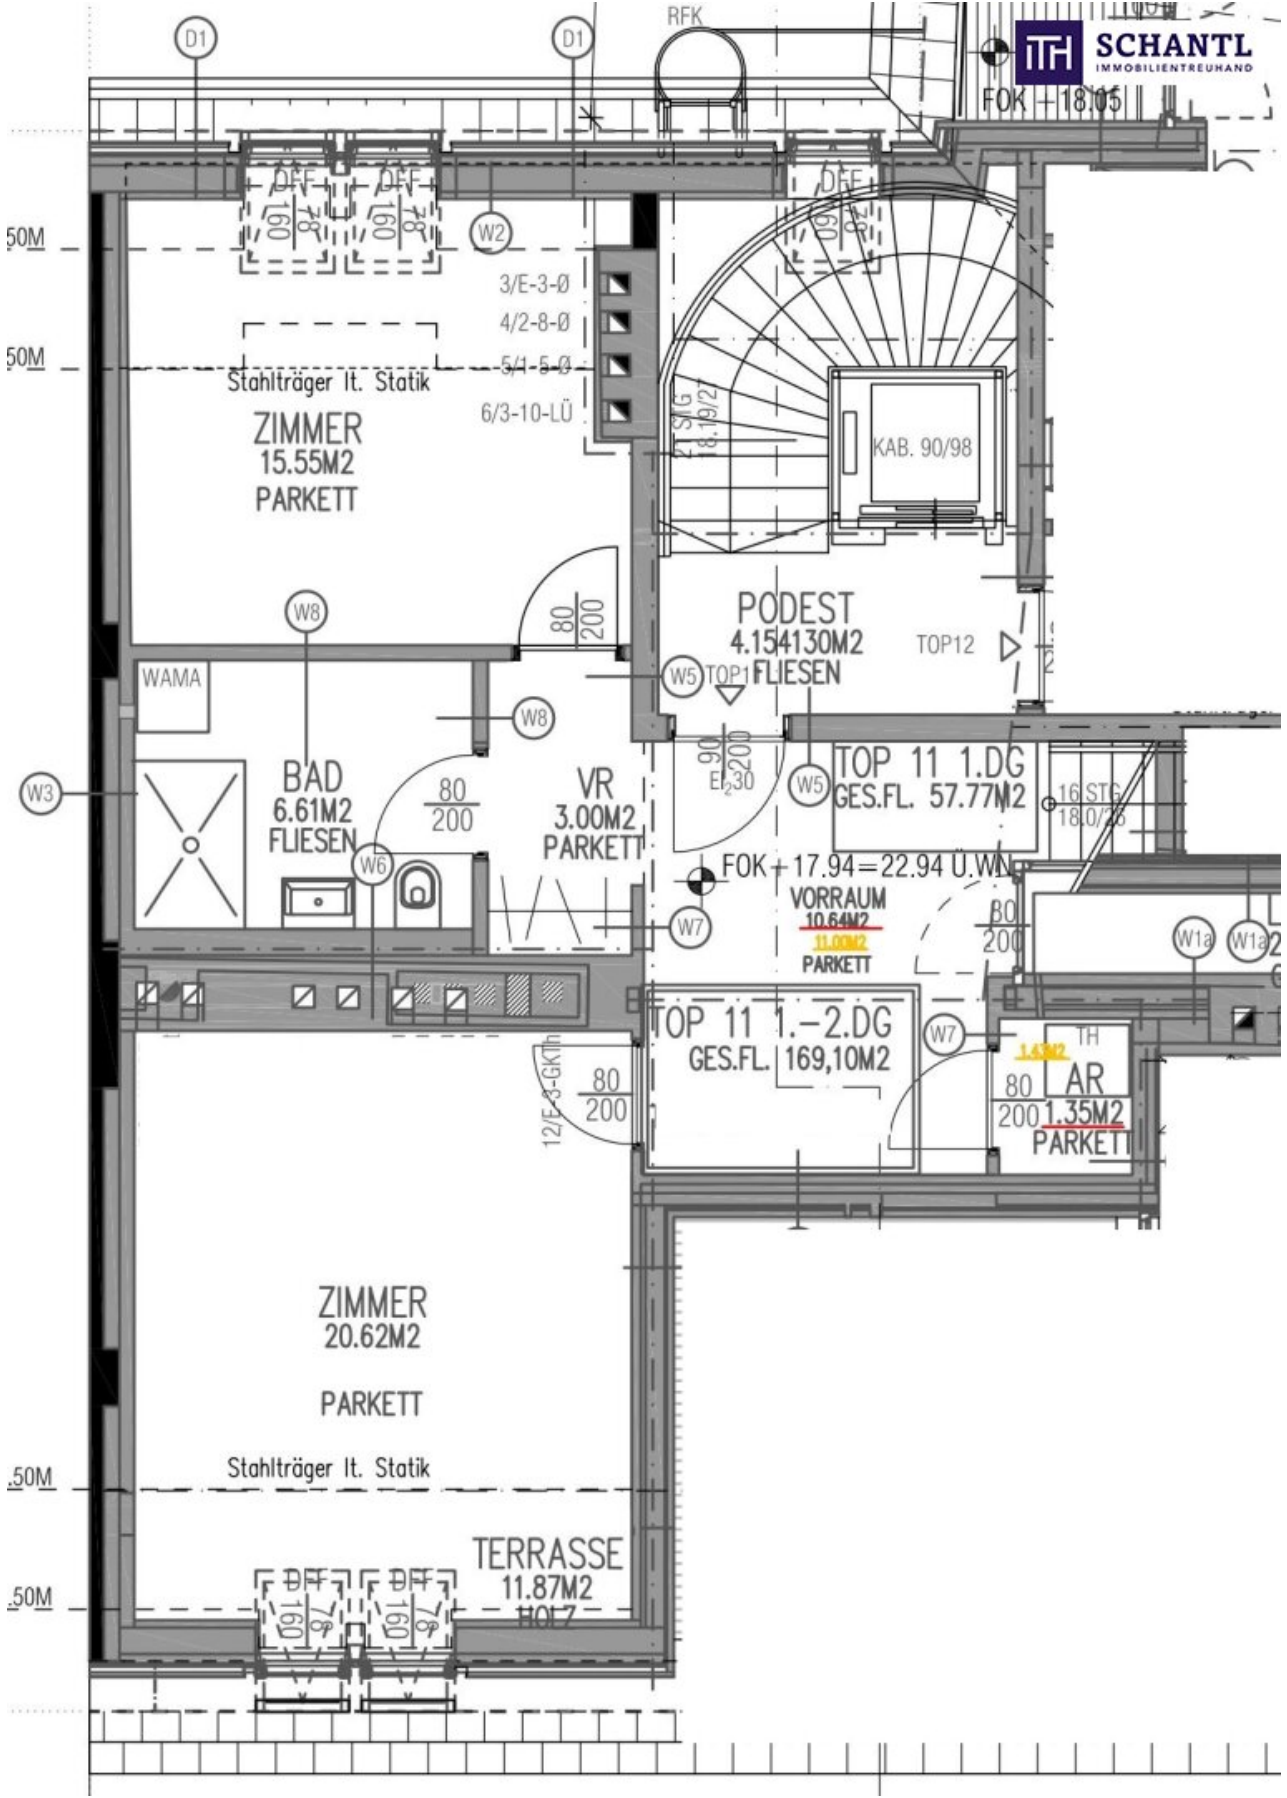 D1
D1
RFK
ITH SCHANTL
IMMOBILIENTREUHAND
FOK +18.05
DFF
78
160
DFF
78
160
W2
DFF
78
160
50M
3/E-3-Ø
4/2-8-Ø
50M
5/1-5-Ø
Stahlträger lt. Statik
6/3-10-LÜ
21 STG
18.19/27
KAB. 90/98
ZIMMER
15.55M2
PARKETT
80
200
W8
PODEST
4.154130M2
FLIESEN
TOP12
WAMA
W5
TOP1
W8
W3
BAD
6.61M2
FLIESEN
80
200
VR
3.00M2
PARKETT
90
200
EI₂30
W5
TOP 11 1.DG
GES.FL. 57.77M2
16 STG
W6
FOK+17.94=22.94 Ü.WN
VORRAUM
10.64M2
11.00M2
PARKETT
80
200
W7
W1a
W1a
TOP 11 1.-2.DG
GES.FL. 169,10M2
W7
TH
1.43M2
AR
1.35M2
PARKETT
80
200
12/E-3-GKTh
80
200
ZIMMER
20.62M2
PARKETT
Stahlträger lt. Statik
.50M
TERRASSE
11.87M2
HOLZ
DFF
78
160
DFF
78
160
.50M